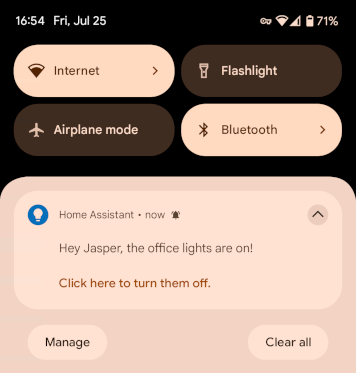 16:54 Fri, Jul 25 71%
Internet Flashlight
Airplane mode Bluetooth
Home Assistant • now
Hey Jasper, the office lights are on!
Click here to turn them off.
Manage Clear all